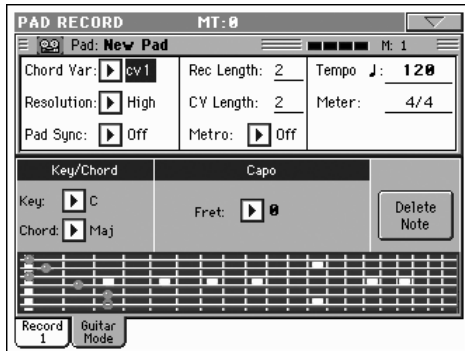 PAD RECORD MT:0
Pad: New Pad M: 1
Chord Var: cv1 Rec Length: 2 Tempo ♩: 120
Resolution: High CV Length: 2 Meter: 4/4
Pad Sync: Off Metro: Off
Key/Chord Capo
Key: C
Fret: 0
Chord: Maj
Delete
Note
Record
1
Guitar
Mode